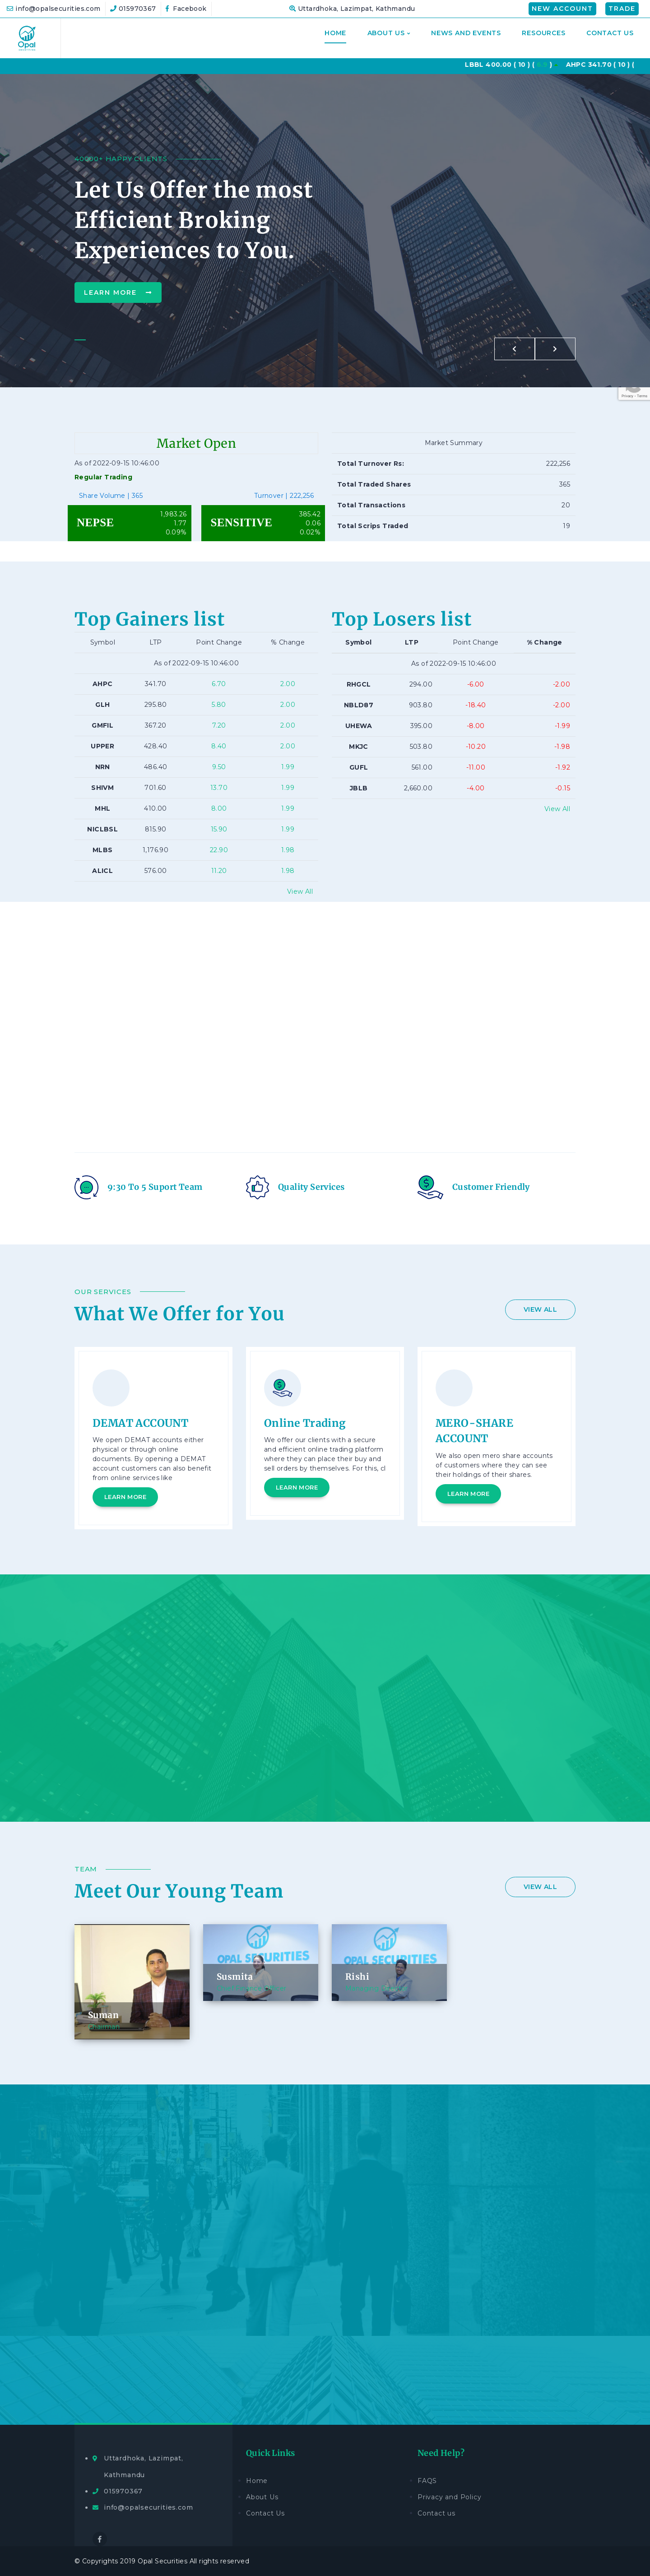 info@opalsecurities.com 015970367 Facebook Uttardhoka, Lazimpat, Kathmandu NEW ACCOUNT TRADE
Opal
HOME ABOUT US NEWS AND EVENTS RESOURCES CONTACT US
LBBL 400.00 ( 10 ) ( ) AHPC 341.70 ( 10 ) (
40000+ HAPPY CLIENTS
Let Us Offer the most
Efficient Broking
Experiences to You.
LEARN MORE
Privacy - Terms
Market Open
As of 2022-09-15 10:46:00
Regular Trading
Share Volume | 365 Turnover | 222,256
NEPSE 1,983.26
1.77
0.09%
SENSITIVE 385.42
0.06
0.02%
Market Summary
Total Turnover Rs: 222,256
Total Traded Shares 365
Total Transactions 20
Total Scrips Traded 19
Top Gainers list
Symbol LTP Point Change % Change
As of 2022-09-15 10:46:00
AHPC 341.70 6.70 2.00
GLH 295.80 5.80 2.00
GMFIL 367.20 7.20 2.00
UPPER 428.40 8.40 2.00
NRN 486.40 9.50 1.99
SHIVM 701.60 13.70 1.99
MHL 410.00 8.00 1.99
NICLBSL 815.90 15.90 1.99
MLBS 1,176.90 22.90 1.98
ALICL 576.00 11.20 1.98
View All
Top Losers list
Symbol LTP Point Change % Change
As of 2022-09-15 10:46:00
RHGCL 294.00 -6.00 -2.00
NBLD87 903.80 -18.40 -2.00
UHEWA 395.00 -8.00 -1.99
MKJC 503.80 -10.20 -1.98
GUFL 561.00 -11.00 -1.92
JBLB 2,660.00 -4.00 -0.15
View All
9:30 To 5 Suport Team
Quality Services
Customer Friendly
OUR SERVICES
What We Offer for You
VIEW ALL
DEMAT ACCOUNT
We open DEMAT accounts either
physical or through online
documents. By opening a DEMAT
account customers can also benefit
from online services like
LEARN MORE
Online Trading
We offer our clients with a secure
and efficient online trading platform
where they can place their buy and
sell orders by themselves. For this, cl
LEARN MORE
MERO-SHARE
ACCOUNT
We also open mero share accounts
of customers where they can see
their holdings of their shares.
LEARN MORE
TEAM
Meet Our Young Team
VIEW ALL
Suman
OPAL SECURITIES
Susmita
OPAL SECURITIES
Rishi
Uttardhoka, Lazimpat,
Kathmandu
015970367
info@opalsecurities.com
Quick Links
Home
About Us
Contact Us
Need Help?
FAQS
Privacy and Policy
Contact us
© Copyrights 2019 Opal Securities All rights reserved